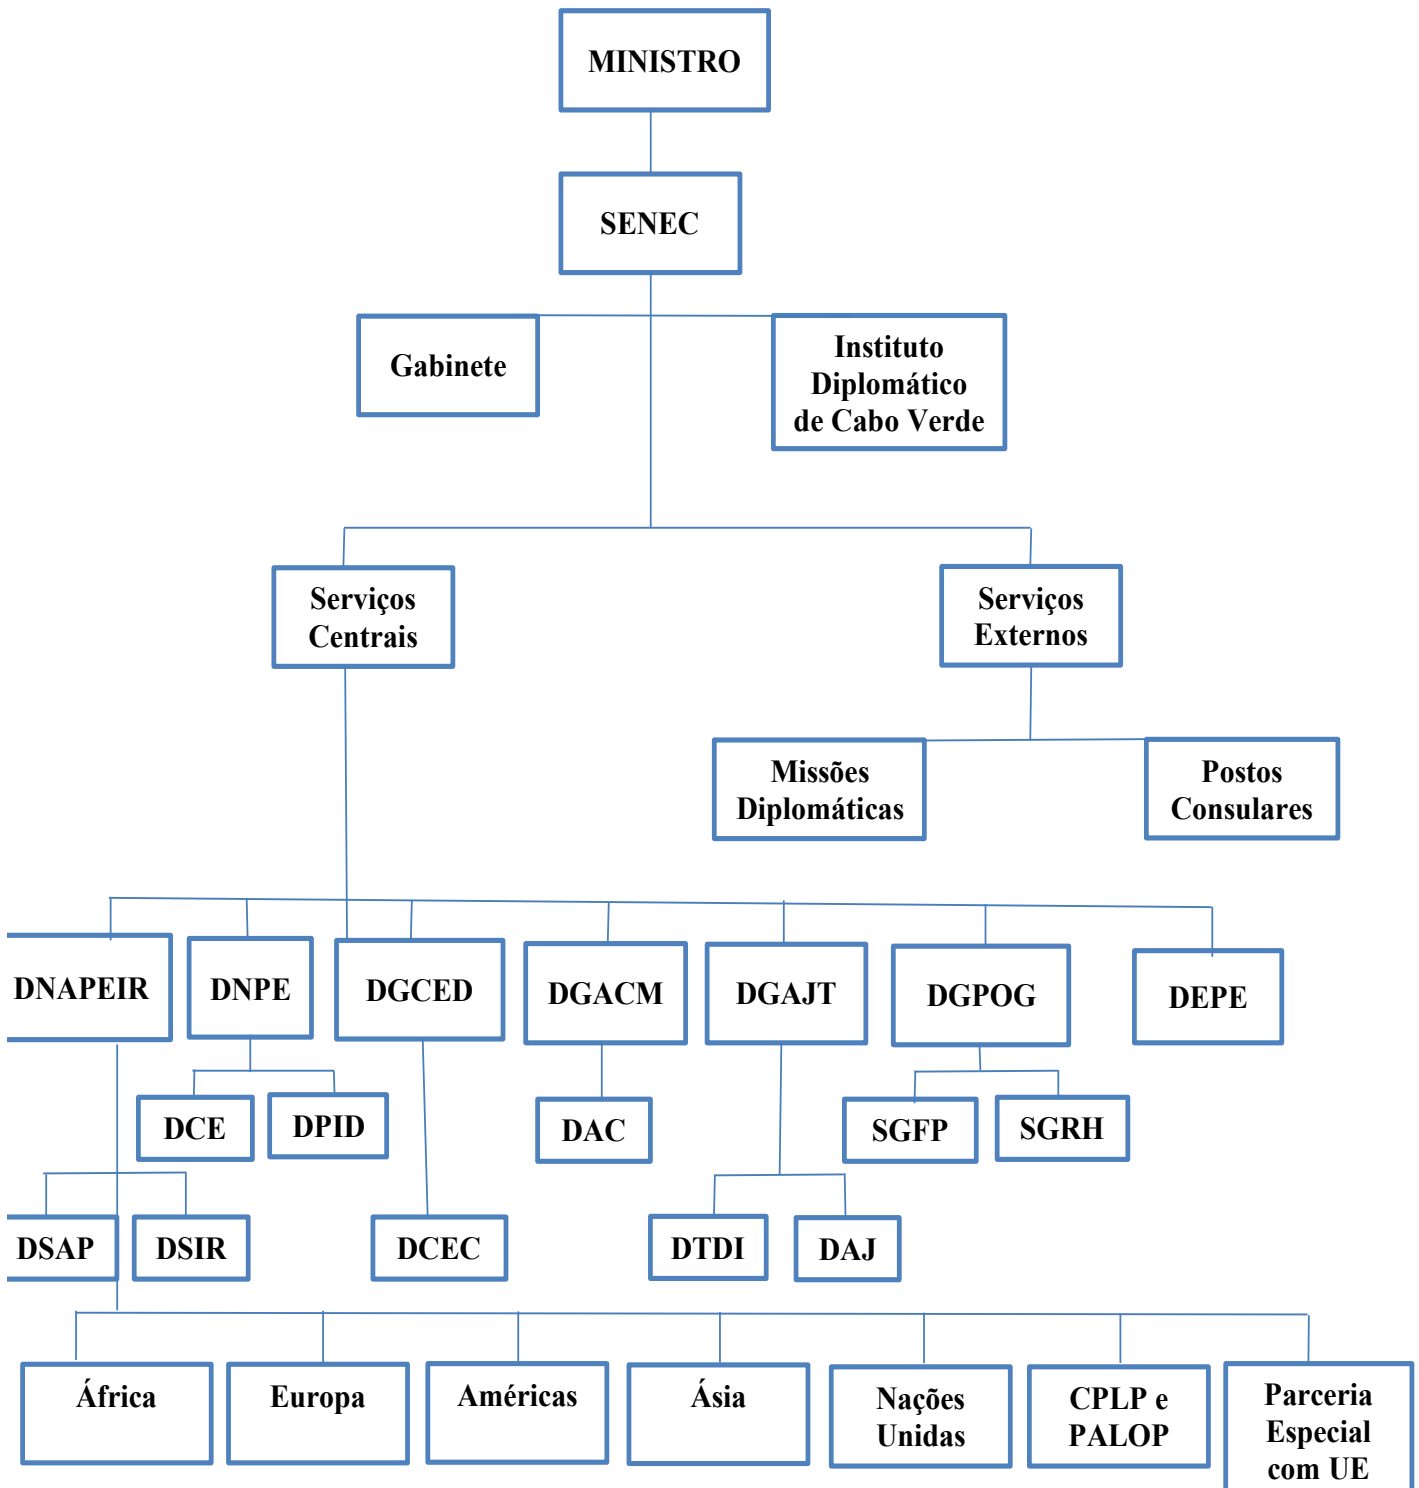 MINISTRO
SENEC
Gabinete
Instituto
Diplomático
de Cabo Verde
Serviços
Centrais
Serviços
Externos
Missões
Diplomáticas
Postos
Consulares
DNAPEIR
DNPE
DGCED
DGACM
DGAJT
DGPOG
DEPE
DCE
DPID
DAC
SGFP
SGRH
DSAP
DSIR
DCEC
DTDI
DAJ
África
Europa
Américas
Ásia
Nações
Unidas
CPLP e
PALOP
Parceria
Especial
com UE